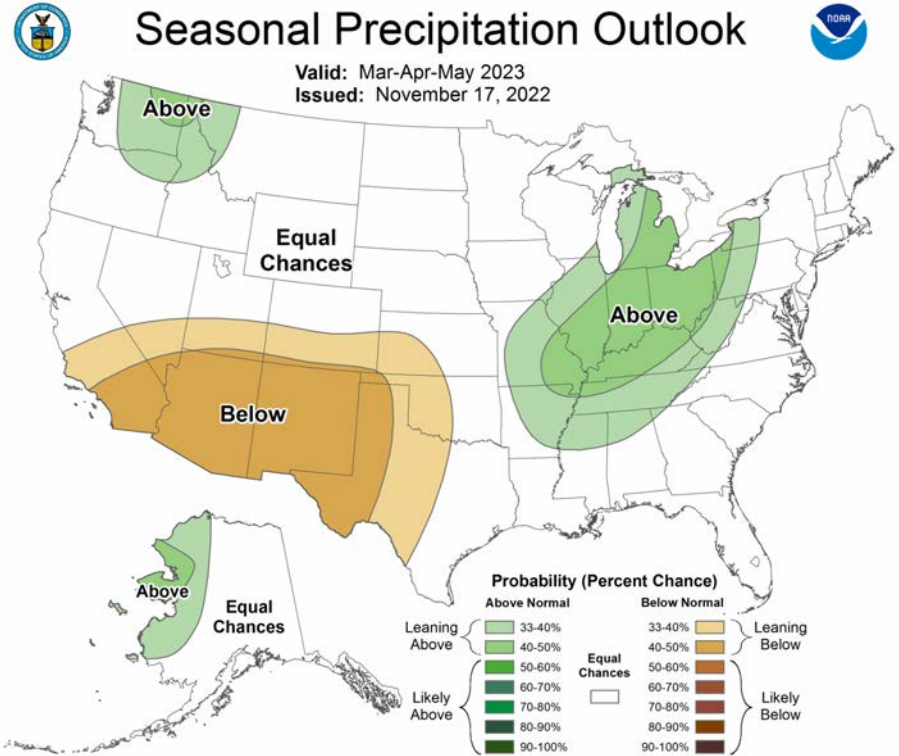 Seasonal Precipitation Outlook
NOAA
Valid: Mar-Apr-May 2023
Issued: November 17, 2022
Above
Equal
Chances
Above
Below
Above
Equal
Chances
Probability (Percent Chance)
Above Normal
Below Normal
Leaning
Above
33-40%
40-50%
Likely
Above
50-60%
60-70%
70-80%
80-90%
90-100%
Equal
Chances
33-40%
40-50%
Leaning
Below
50-60%
60-70%
70-80%
80-90%
90-100%
Likely
Below